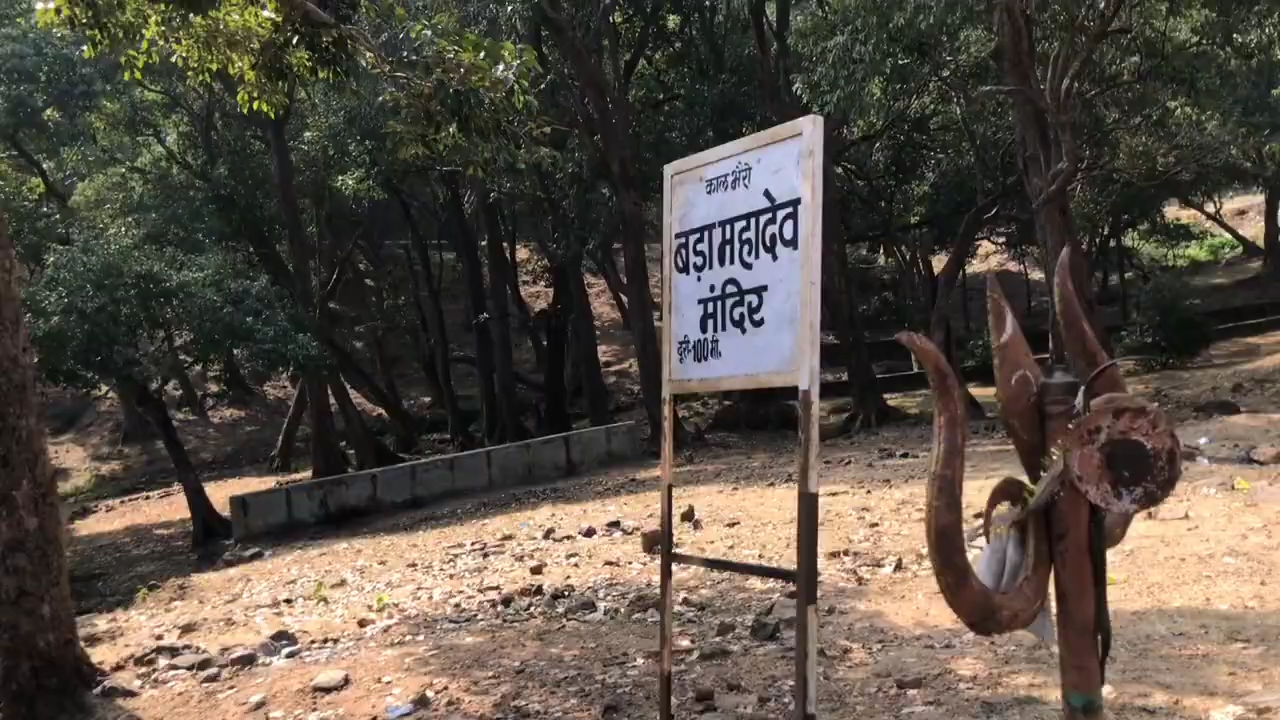 काल भैरो
बड़ा महादेव
मंदिर
दूरी-100 मी.